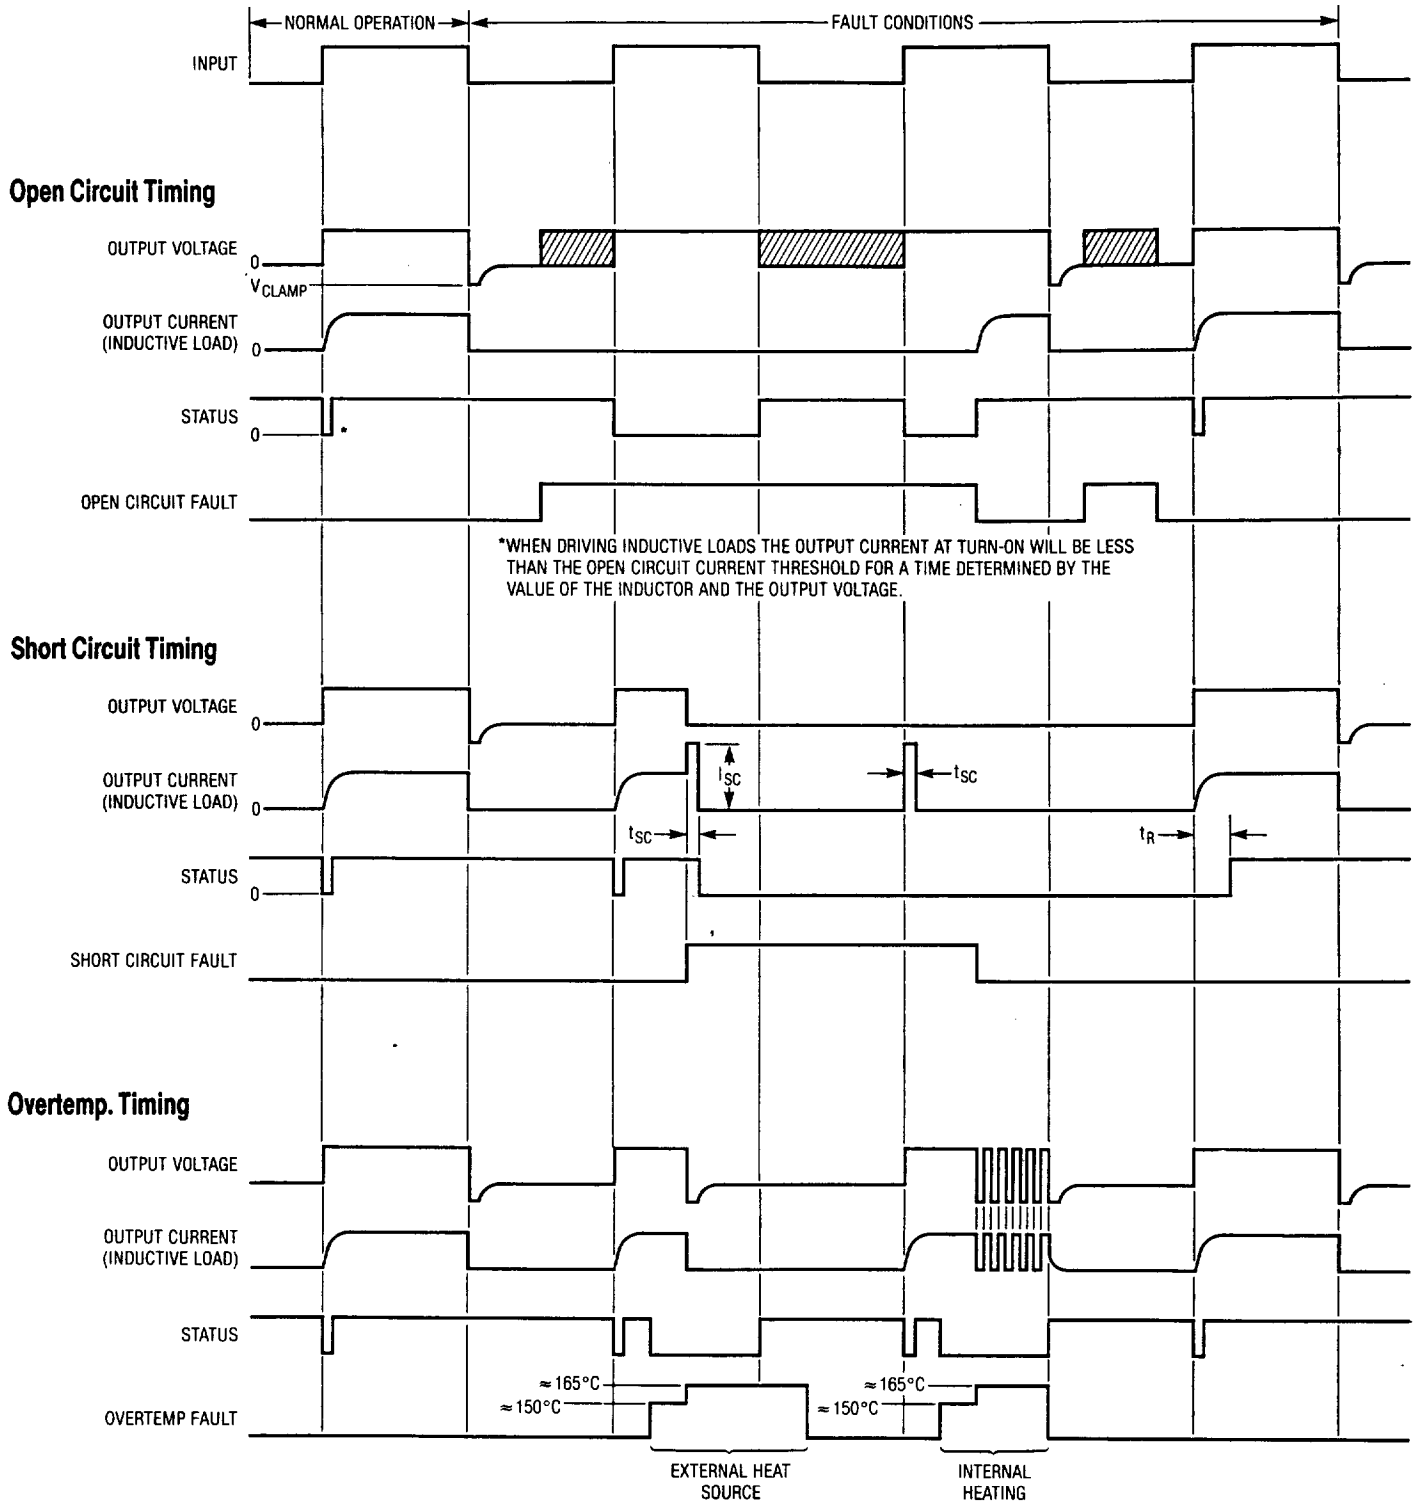 NORMAL OPERATION
FAULT CONDITIONS
INPUT
Open Circuit Timing
OUTPUT VOLTAGE
0
VCLAMP
OUTPUT CURRENT
(INDUCTIVE LOAD)
0
STATUS
0
*
OPEN CIRCUIT FAULT
*WHEN DRIVING INDUCTIVE LOADS THE OUTPUT CURRENT AT TURN-ON WILL BE LESS
THAN THE OPEN CIRCUIT CURRENT THRESHOLD FOR A TIME DETERMINED BY THE
VALUE OF THE INDUCTOR AND THE OUTPUT VOLTAGE.
Short Circuit Timing
OUTPUT VOLTAGE
0
OUTPUT CURRENT
(INDUCTIVE LOAD)
0
ISC
tSC
tSC
tR
STATUS
0
SHORT CIRCUIT FAULT
Overtemp. Timing
OUTPUT VOLTAGE
OUTPUT CURRENT
(INDUCTIVE LOAD)
STATUS
≈165°C
≈165°C
≈150°C
≈150°C
OVERTEMP FAULT
EXTERNAL HEAT
SOURCE
INTERNAL
HEATING